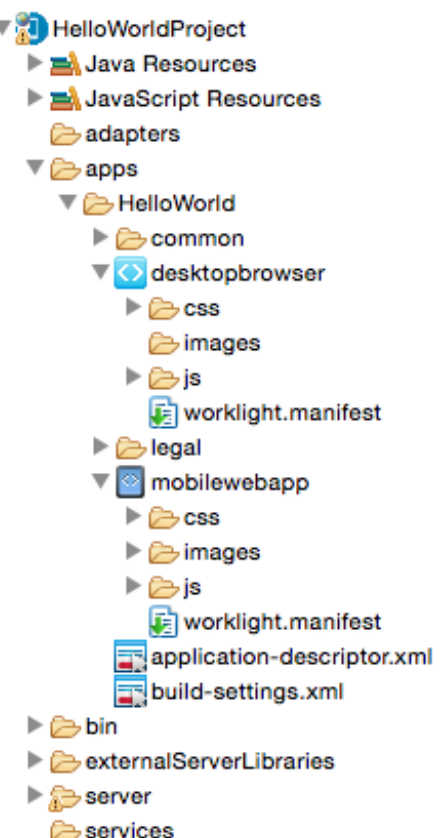 HelloWorldProject
Java Resources
JavaScript Resources
adapters
apps
HelloWorld
common
desktopbrowser
css
images
js
worklight.manifest
legal
mobilewebapp
css
images
js
worklight.manifest
application-descriptor.xml
build-settings.xml
bin
externalServerLibraries
server
services